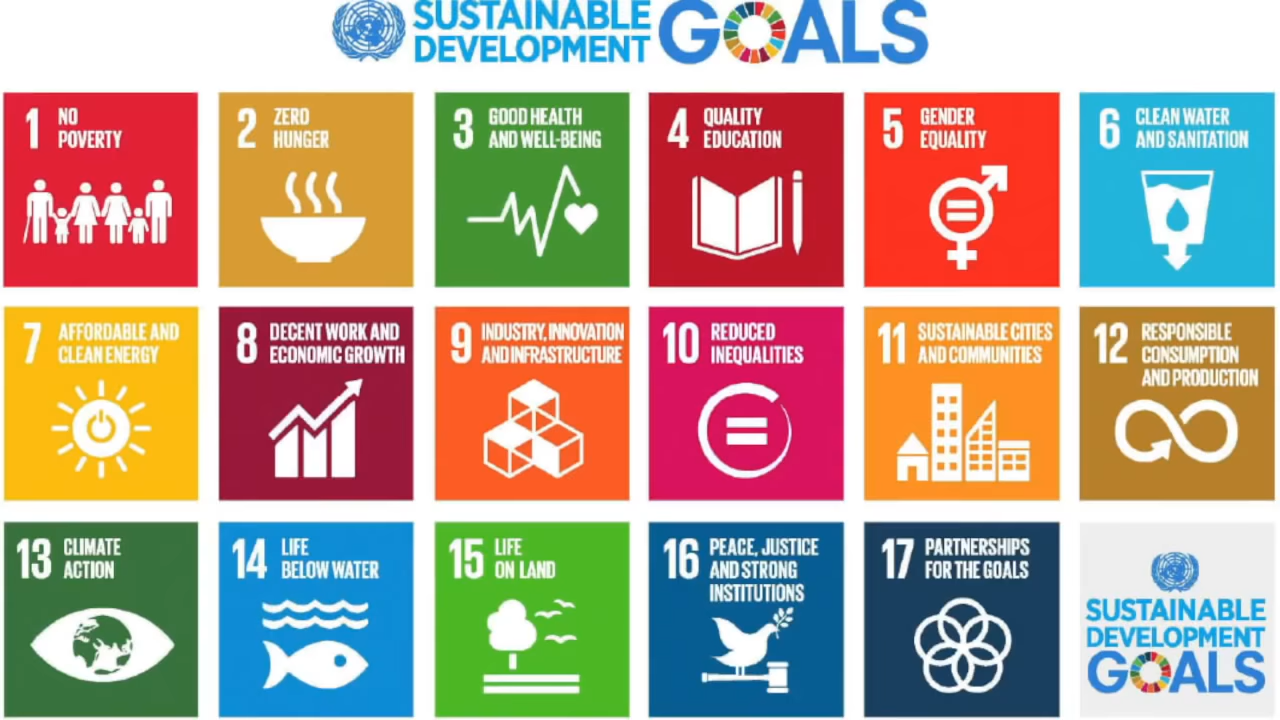 SUSTAINABLE
DEVELOPMENT
GOALS
1 NO
POVERTY
2 ZERO
HUNGER
3 GOOD HEALTH
AND WELL-BEING
4 QUALITY
EDUCATION
5 GENDER
EQUALITY
6 CLEAN WATER
AND SANITATION
7 AFFORDABLE AND
CLEAN ENERGY
8 DECENT WORK AND
ECONOMIC GROWTH
9 INDUSTRY, INNOVATION
AND INFRASTRUCTURE
10 REDUCED
INEQUALITIES
11 SUSTAINABLE CITIES
AND COMMUNITIES
12 RESPONSIBLE
CONSUMPTION
AND PRODUCTION
13 CLIMATE
ACTION
14 LIFE
BELOW WATER
15 LIFE
ON LAND
16 PEACE, JUSTICE
AND STRONG
INSTITUTIONS
17 PARTNERSHIPS
FOR THE GOALS
SUSTAINABLE
DEVELOPMENT
GOALS